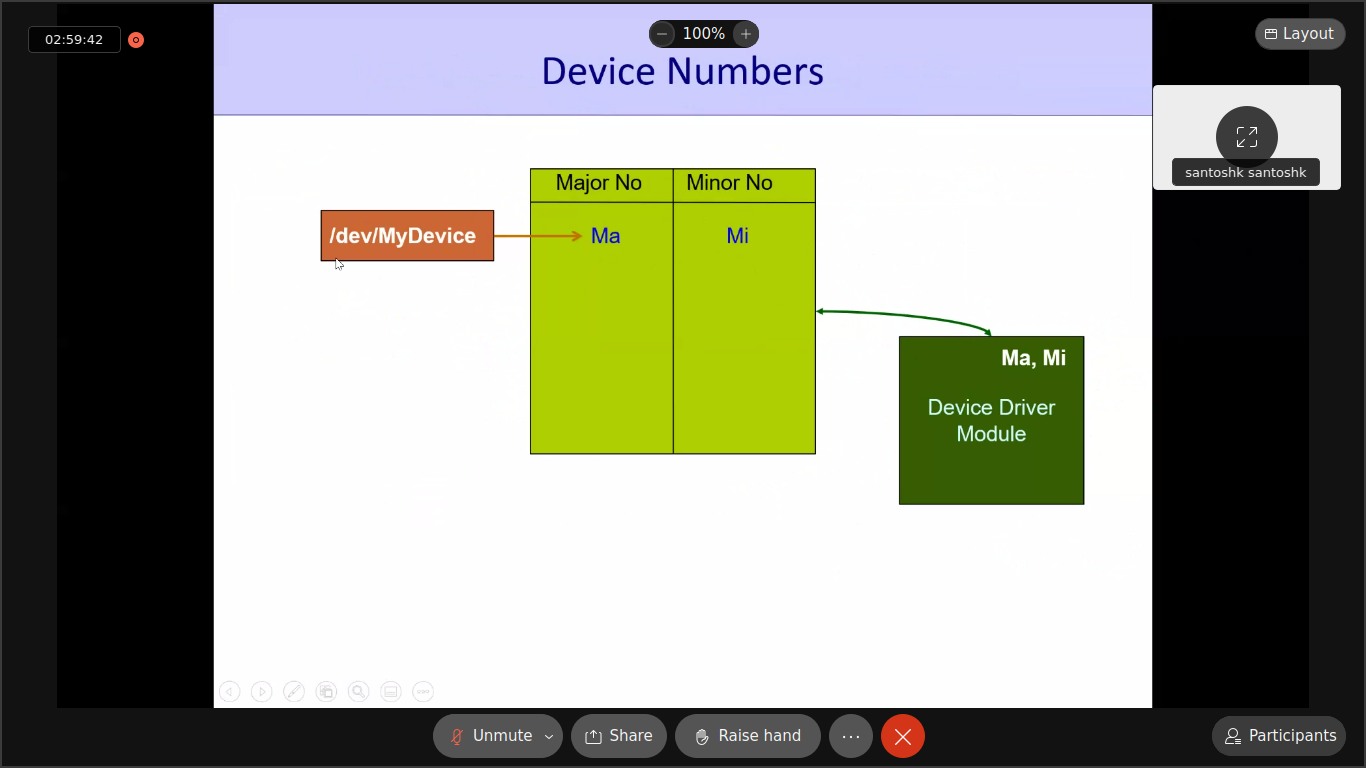 02:59:42
100%
Layout
Device Numbers
santoshk santoshk
Major No
Minor No
/dev/MyDevice
Ma
Mi
Ma, Mi
Device Driver
Module
Unmute
Share
Raise hand
Participants